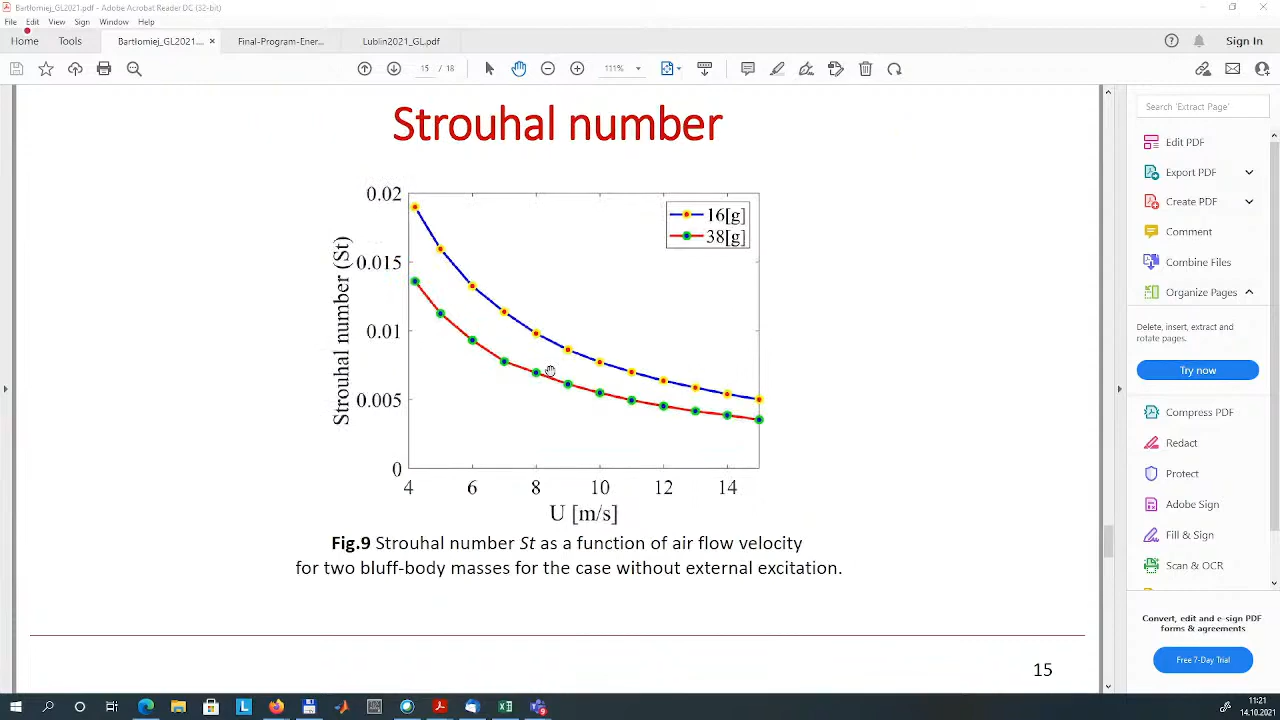 Bartlomiej_GL2021.pdf - Adobe Acrobat Reader DC (32-bit)
File Edit View Sign Window Help
Home Tools Bartlomiej_GL2021... × Final-Program-Ener... Lublin2021_GL.pdf Sign In
15 / 18 111%
Strouhal number
Search 'Extract Page'
Edit PDF
Export PDF
Create PDF
Comment
Combine Files
Organize Pages
Delete, insert, extract and
rotate pages.
Try now
Compress PDF
Redact
Protect
Adobe Sign
Fill & Sign
Scan & OCR
Convert, edit and e-sign PDF
forms & agreements
Free 7-Day Trial
0.02
0.015
0.01
0.005
0
Strouhal number (St)
16[g]
38[g]
4 6 8 10 12 14
U [m/s]
Fig.9 Strouhal number St as a function of air flow velocity
for two bluff-body masses for the case without external excitation.
15
11:21
14.10.2021